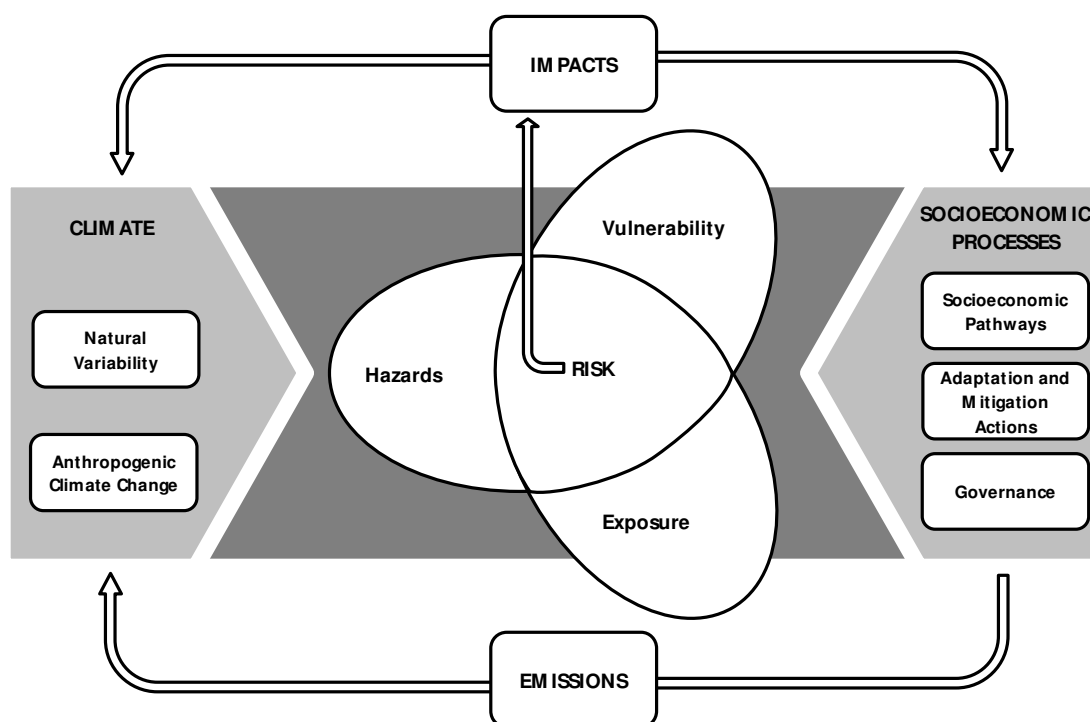 IMPACTS
CLIMATE
Natural
Variability
Anthropogenic
Climate Change
Hazards
Vulnerability
RISK
Exposure
SOCIOECONOMIC
PROCESSES
Socioeconomic
Pathways
Adaptation and
Mitigation
Actions
Governance
EMISSIONS